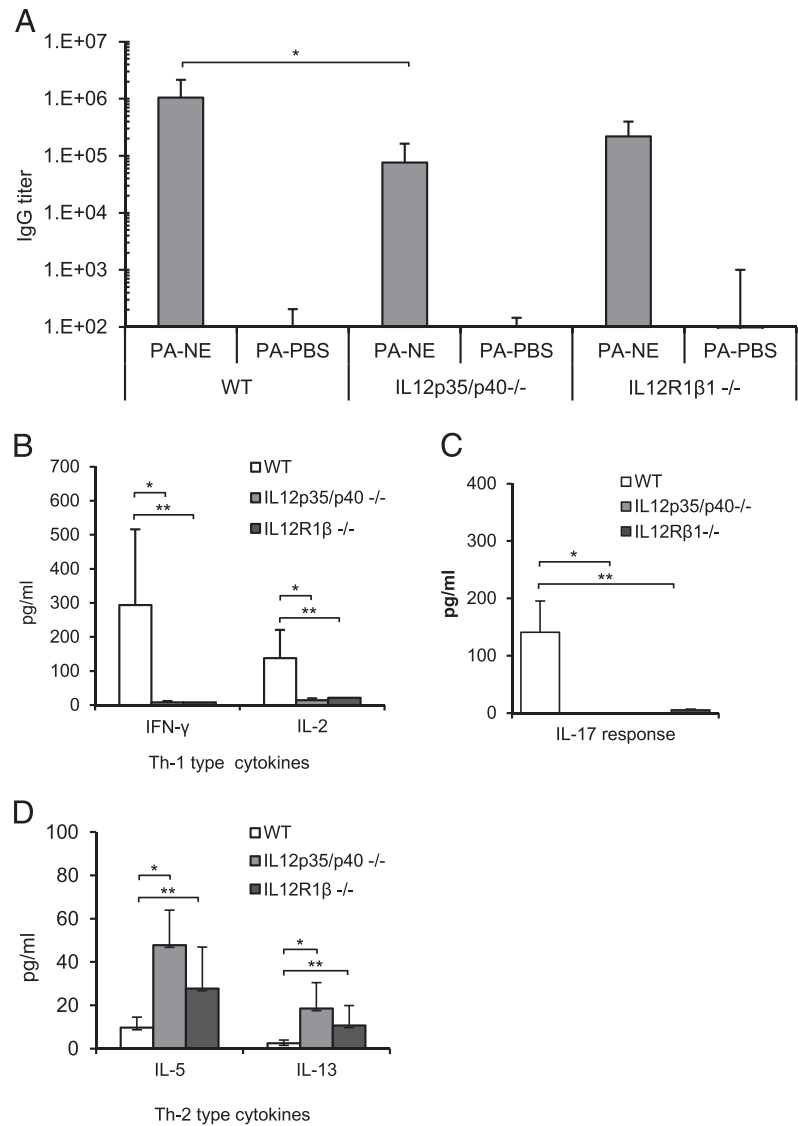 A
1.E+07
*
1.E+06
1.E+05
1.E+04
1.E+03
1.E+02
IgG titer
PA-NE PA-PBS PA-NE PA-PBS PA-NE PA-PBS
WT IL12p35/p40-/- IL12R1β1 -/-
B
700
600
500
400
300
200
100
0
pg/ml
WT
IL12p35/p40 -/-
IL12R1β -/-
*
**
*
**
IFN-γ IL-2
Th-1 type cytokines
C
400
300
200
100
0
pg/ml
WT
IL12p35/p40-/-
IL12Rβ1-/-
*
**
IL-17 response
D
100
80
60
40
20
0
pg/ml
WT
IL12p35/p40 -/-
IL12R1β -/-
*
**
*
**
IL-5 IL-13
Th-2 type cytokines